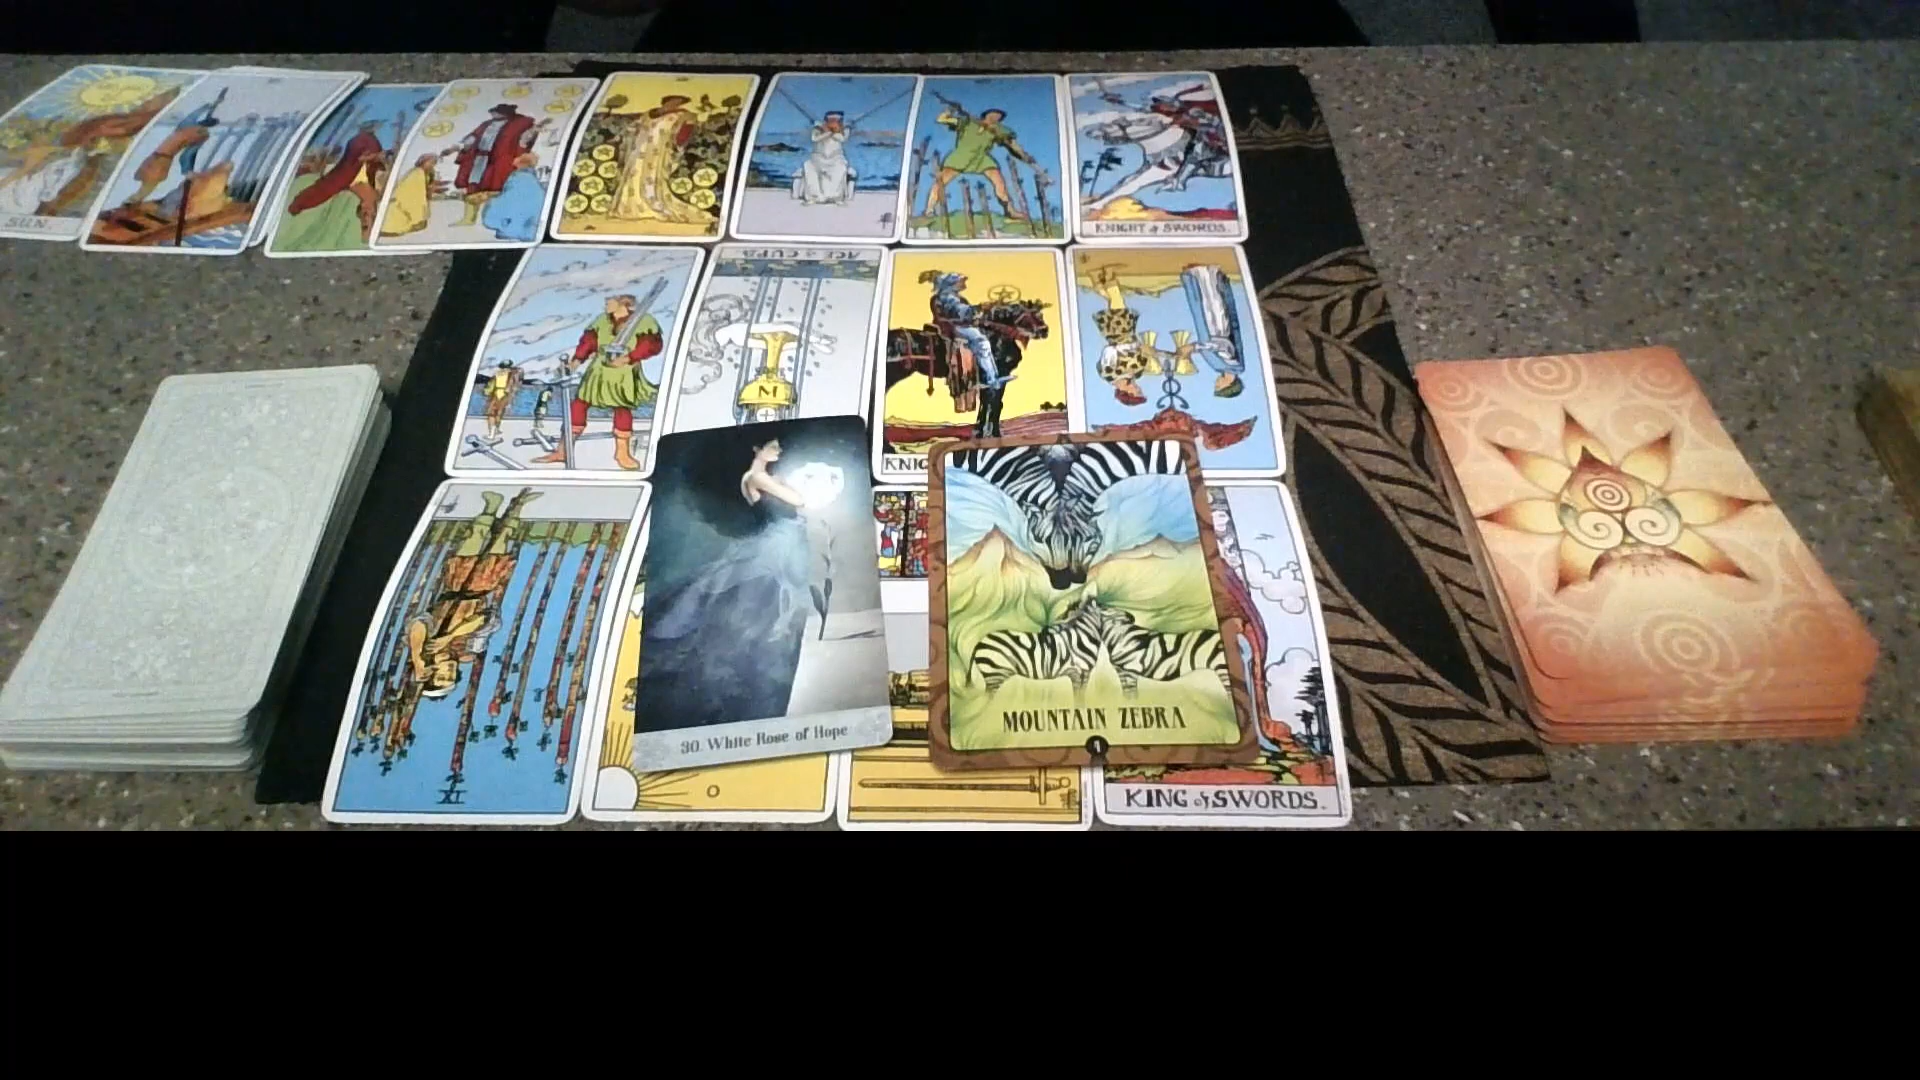 SUN.
KNIGHT of SWORDS.
ACE of CUPS
KNIG
30. White Rose of Hope
MOUNTAIN ZEBRA
KING of SWORDS.